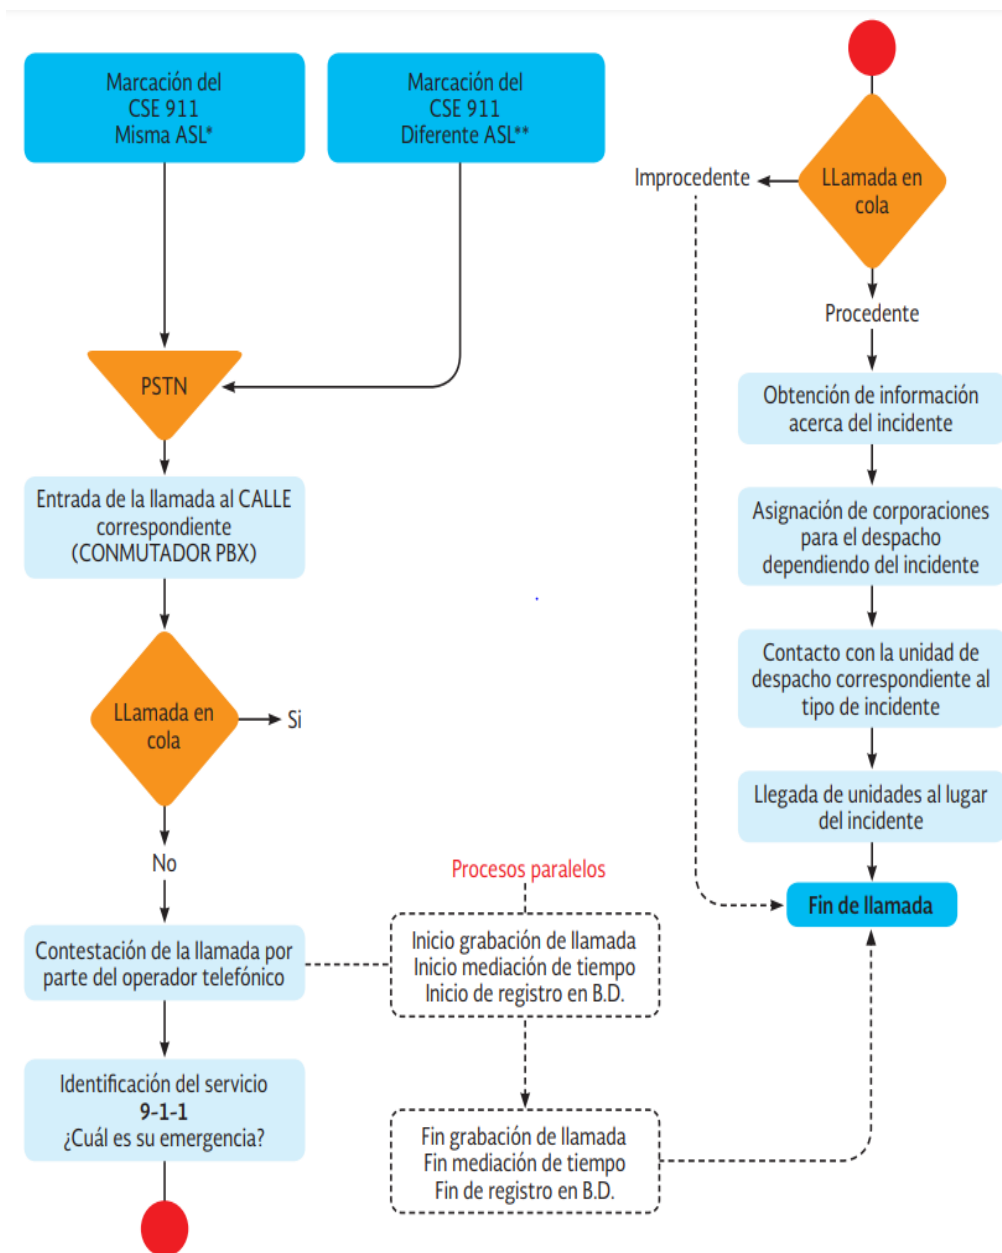 Marcación del
CSE 911
Misma ASL*
Marcación del
CSE 911
Diferente ASL**
PSTN
Entrada de la llamada al CALLE
correspondiente
(CONMUTADOR PBX)
LLamada en
cola
Si
No
Contestación de la llamada por
parte del operador telefónico
Identificación del servicio
9-1-1
¿Cuál es su emergencia?
Procesos paralelos
Inicio grabación de llamada
Inicio mediación de tiempo
Inicio de registro en B.D.
Fin grabación de llamada
Fin mediación de tiempo
Fin de registro en B.D.
LLamada en
cola
Improcedente
Procedente
Obtención de información
acerca del incidente
Asignación de corporaciones
para el despacho
dependiendo del incidente
Contacto con la unidad de
despacho correspondiente al
tipo de incidente
Llegada de unidades al lugar
del incidente
Fin de llamada